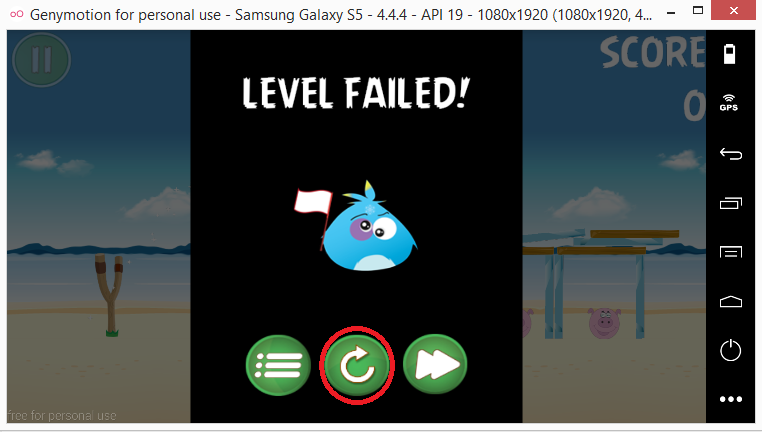 Genymotion for personal use - Samsung Galaxy S5 - 4.4.4 - API 19 - 1080x1920 (1080x1920, 4...
SCORE
0
LEVEL FAILED!
GPS
free for personal use